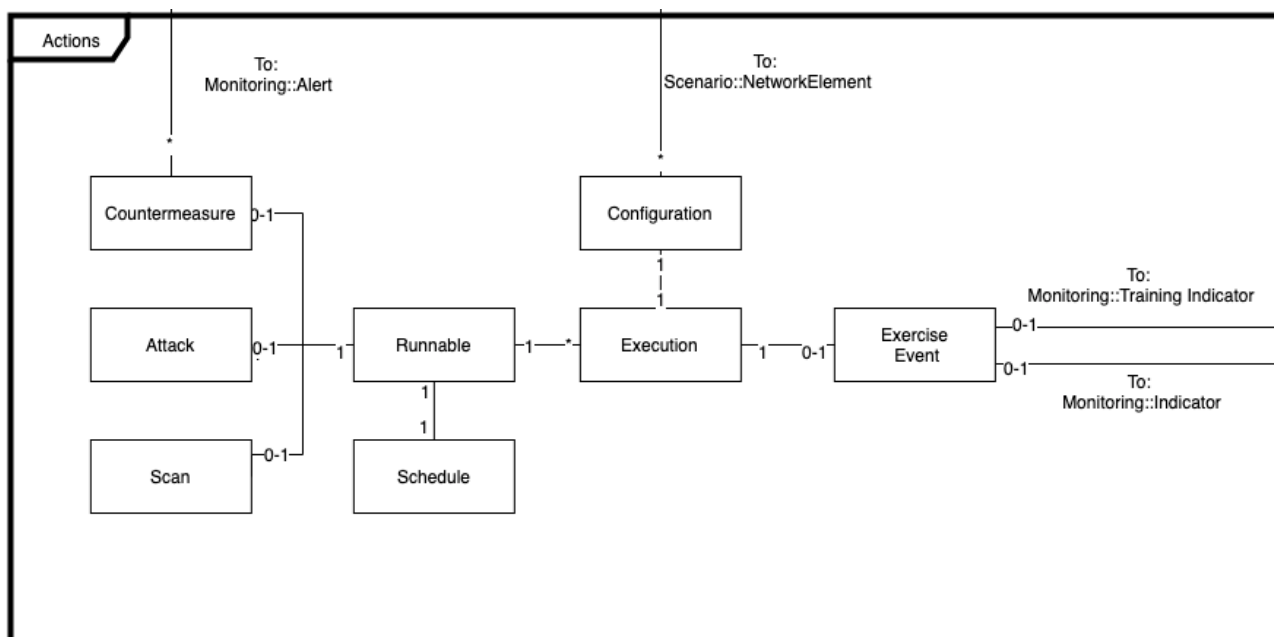 Actions
To:
Monitoring::Alert
To:
Scenario::NetworkElement
*
*
Countermeasure
0-1
Configuration
1
1
To:
Monitoring::Training Indicator
Attack
0-1
1
Runnable
1
*
Execution
1
0-1
Exercise
Event
0-1
0-1
To:
Monitoring::Indicator
1
1
Scan
0-1
Schedule